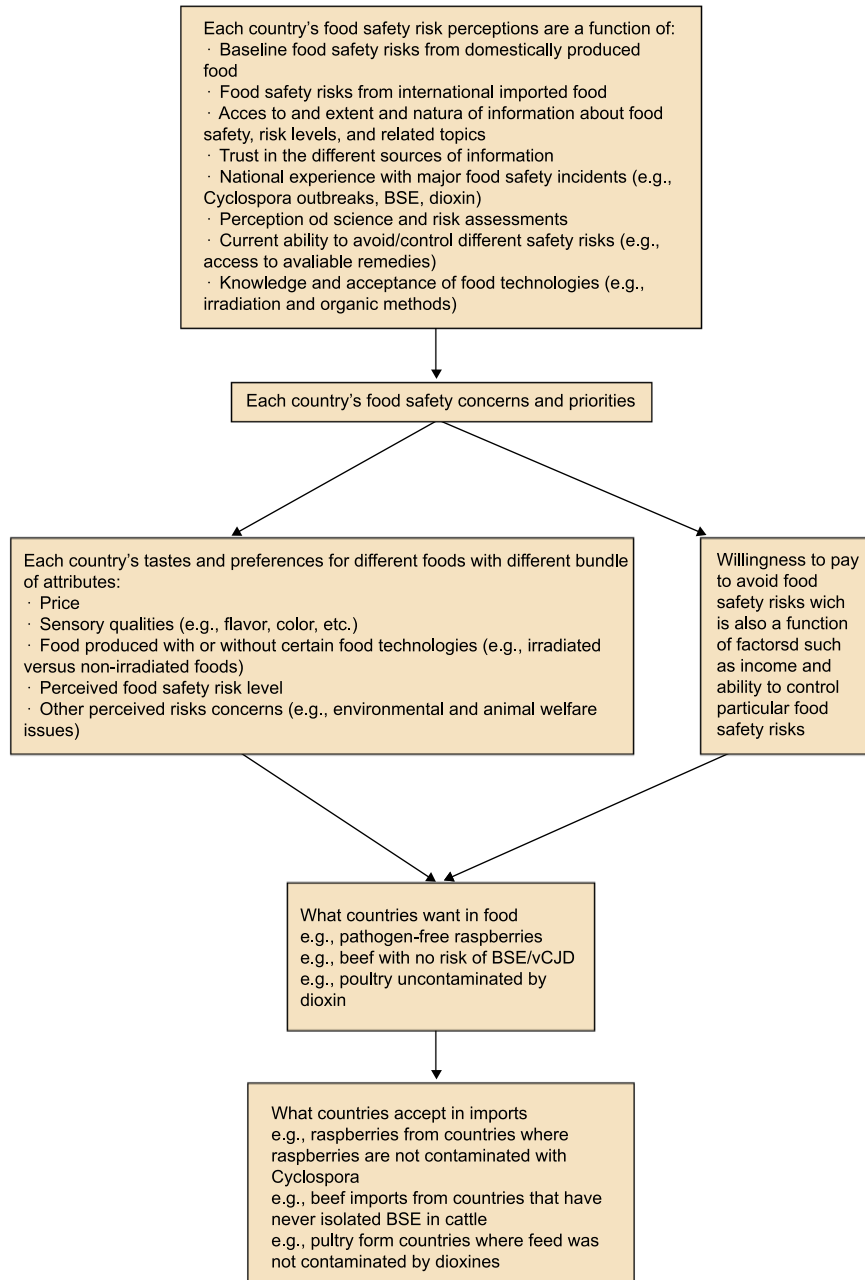 Each country’s food safety risk perceptions are a function of:
· Baseline food safety risks from domestically produced
food
· Food safety risks from international imported food
· Acces to and extent and natura of information about food
safety, risk levels, and related topics
· Trust in the different sources of information
· National experience with major food safety incidents (e.g.,
Cyclospora outbreaks, BSE, dioxin)
· Perception od science and risk assessments
· Current ability to avoid/control different safety risks (e.g.,
access to avaliable remedies)
· Knowledge and acceptance of food technologies (e.g.,
irradiation and organic methods)
Each country’s food safety concerns and priorities
Each country’s tastes and preferences for different foods with different bundle
of attributes:
· Price
· Sensory qualities (e.g., flavor, color, etc.)
· Food produced with or without certain food technologies (e.g., irradiated
versus non-irradiated foods)
· Perceived food safety risk level
· Other perceived risks concerns (e.g., environmental and animal welfare
issues)
Willingness to pay
to avoid food
safety risks wich
is also a function
of factorsd such
as income and
ability to control
particular food
safety risks
What countries want in food
e.g., pathogen-free raspberries
e.g., beef with no risk of BSE/vCJD
e.g., poultry uncontaminated by
dioxin
What countries accept in imports
e.g., raspberries from countries where
raspberries are not contaminated with
Cyclospora
e.g., beef imports from countries that have
never isolated BSE in cattle
e.g., pultry form countries where feed was
not contaminated by dioxines